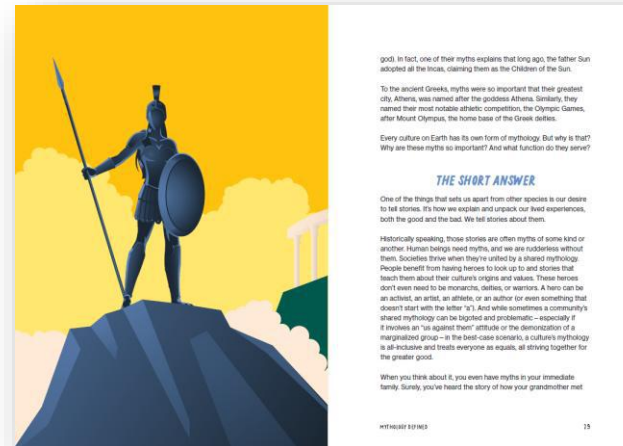 god). In fact, one of their myths explains that long ago, the father Sun
adopted all the Incas, claiming them as the Children of the Sun.
To the ancient Greeks, myths were so important that their greatest
city, Athens, was named after the goddess Athena. Similarly, they
named their most notable athletic competition, the Olympic Games,
after Mount Olympus, the home base of the Greek deities.
Every culture on Earth has its own form of mythology. But why is that?
Why are these myths so important? And what function do they serve?
THE SHORT ANSWER
One of the things that sets us apart from other species is our desire
to tell stories. It's how we explain and unpack our lived experiences,
both the good and the bad. We tell stories about them.
Historically speaking, those stories are often myths of some kind or
another. Human beings need myths, and we are rudderless without
them. Societies thrive when they're united by a shared mythology.
People benefit from having heroes to look up to and stories that
teach them about their culture's origins and values. These heroes
don't even need to be monarchs, deities, or warriors. A hero can be
an activist, an artist, an athlete, or an author (or even something that
doesn't start with the letter "a"). And while sometimes a community's
shared mythology can be bigoted and problematic – especially if
it involves an "us against them" attitude or the demonization of a
marginalized group – in the best-case scenario, a culture's mythology
is all-inclusive and treats everyone as equals, all striving together for
the greater good.
When you think about it, you even have myths in your immediate
family. Surely, you've heard the story of how your grandmother met
MYTHOLOGY DEFINED